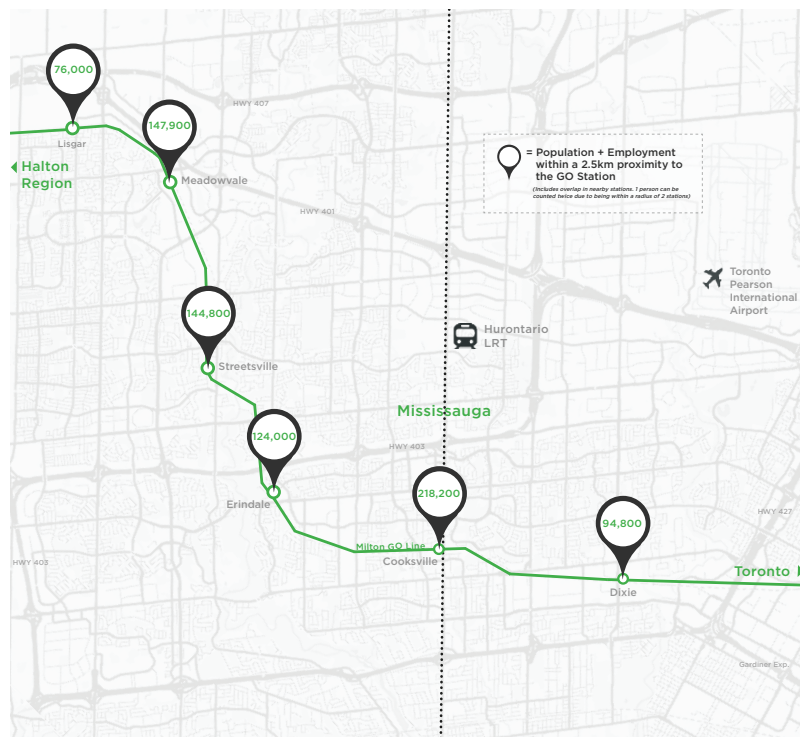 76,000
HWY 407
147,900
Lisgar
= Population + Employment
within a 2.5km proximity to
the GO Station
(Includes overlap in nearby stations. 1 person can be
counted twice due to being within a radius of 2 stations)
Halton
Region
Meadowvale
HWY 401
Toronto
Pearson
International
Airport
144,800
Hurontario
LRT
Streetsville
Mississauga
124,000
HWY 403
218,200
Erindale
HWY 427
94,800
Milton GO Line
Cooksville
HWY 403
Toronto
Dixie
Gardiner Exp.